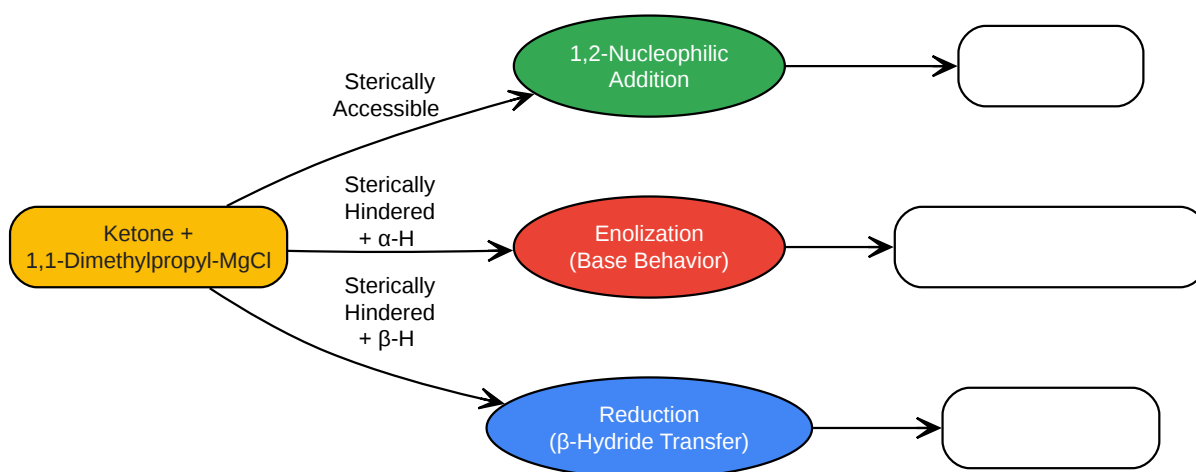 1,2-Nucleophilic
Addition
Sterically
Accessible
Sterically
Hindered
+ α-H
Ketone +
1,1-Dimethylpropyl-MgCl
Enolization
(Base Behavior)
Sterically
Hindered
+ β-H
Reduction
(β-Hydride Transfer)